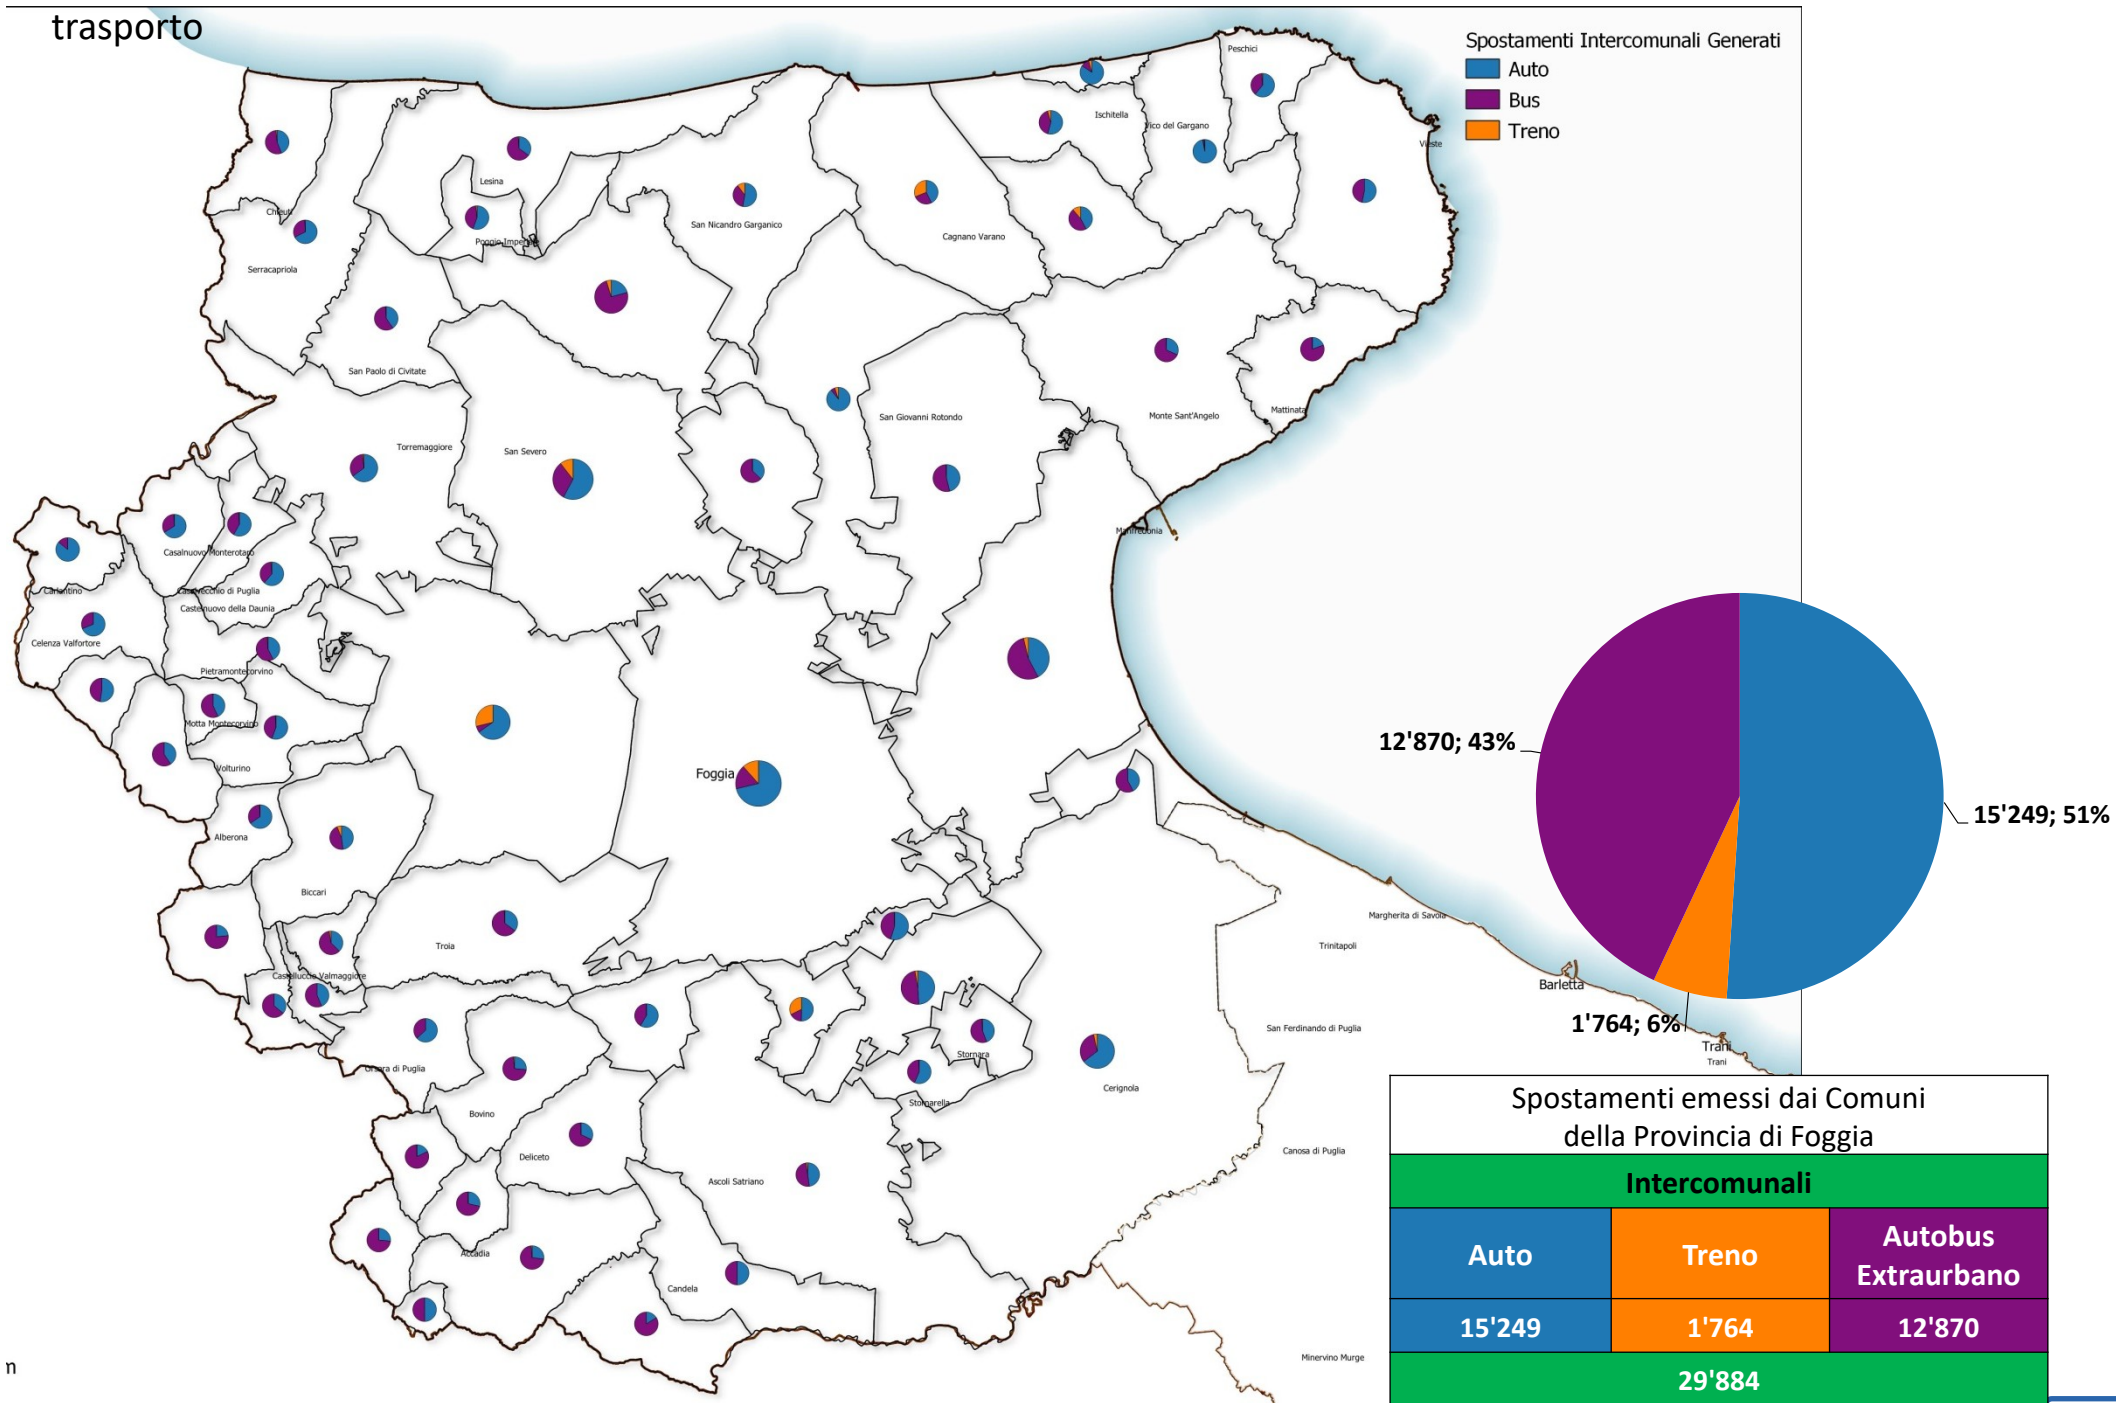 trasporto
Spostamenti Intercomunali Generati
Auto
Bus
Treno
Peschici
Ischitella
Vico del Gargano
Vieste
Lesina
Chieuti
Poggio Imperiale
San Nicandro Garganico
Cagnano Varano
Serracapriola
San Paolo di Civitate
San Giovanni Rotondo
Monte Sant'Angelo
Mattinata
Torremaggiore
San Severo
Manfredonia
Casalnuovo Monterotaro
Carlantino
Casalvecchio di Puglia
Castelnuovo della Daunia
Celenza Valfortore
Pietramontecorvino
Motta Montecorvino
Volturino
Foggia
12'870; 43%
15'249; 51%
1'764; 6%
Alberona
Biccari
Troia
Margherita di Savoia
Trinitapoli
Castelluccio Valmaggiore
Barletta
San Ferdinando di Puglia
Trani
Trani
Stornara
Orsara di Puglia
Cerignola
Stornarella
Bovino
Deliceto
Canosa di Puglia
Ascoli Satriano
Accadia
Candela
Minervino Murge
Spostamenti emessi dai Comuni
della Provincia di Foggia
Intercomunali
Auto
Treno
Autobus
Extraurbano
15'249
1'764
12'870
29'884